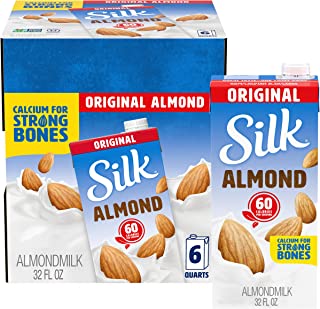 CALCIUM FOR
STRONG
BONES
ORIGINAL ALMOND
ORIGINAL
Silk
ALMOND
60
ALMONDMILK
32 FL OZ
6
QUARTS
6
ORIGINAL
Silk
ALMOND
60
CALCIUM FOR
STRONG
BONES
ALMONDMILK
32 FL OZ